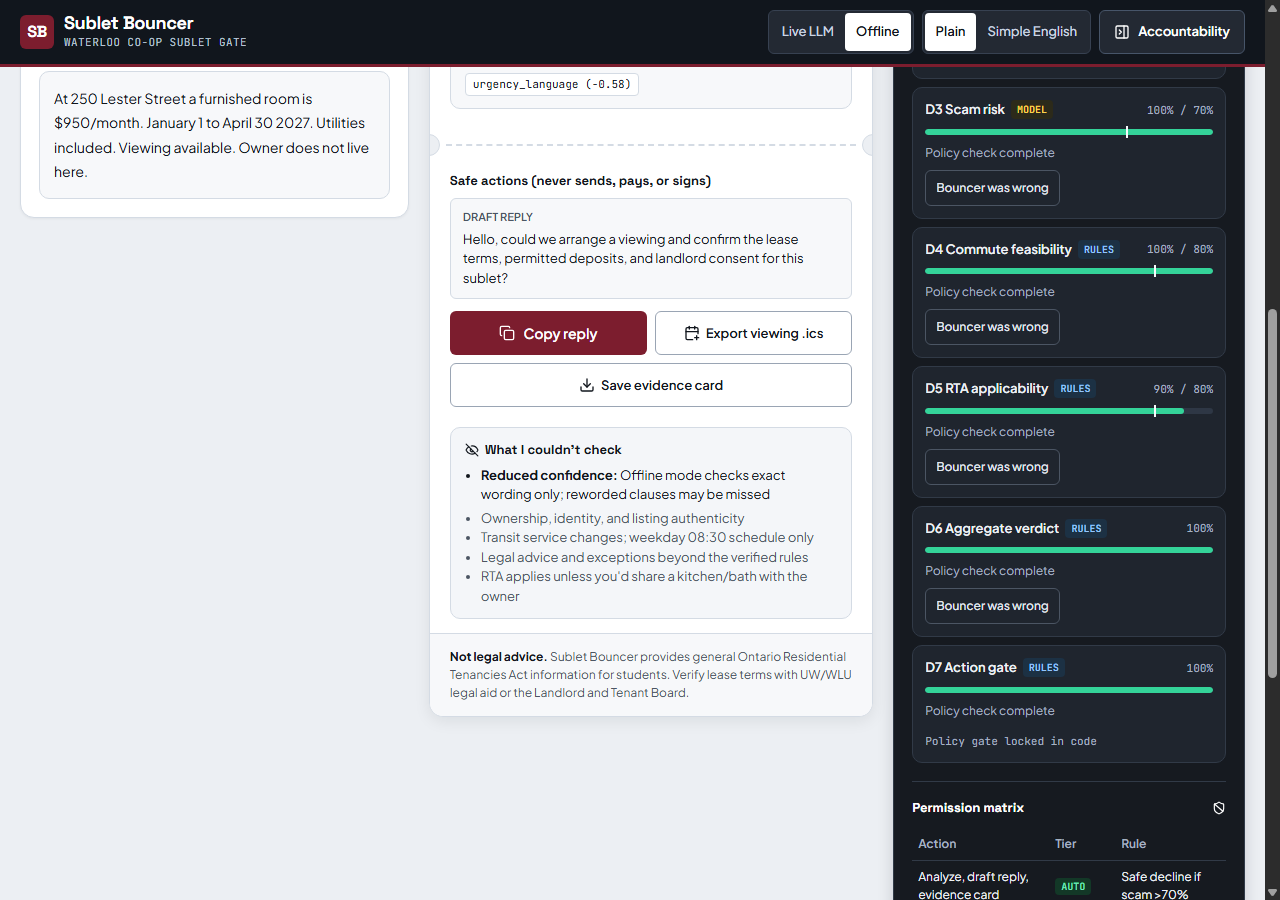 SB
Sublet Bouncer
WATERLOO CO-OP SUBLET GATE
Live LLM
Offline
Plain
Simple English
Accountability
At 250 Lester Street a furnished room is
$950/month. January 1 to April 30 2027. Utilities
included. Viewing available. Owner does not live
here.
urgency_language (-0.58)
Safe actions (never sends, pays, or signs)
DRAFT REPLY
Hello, could we arrange a viewing and confirm the lease
terms, permitted deposits, and landlord consent for this
sublet?
Copy reply
Export viewing .ics
Save evidence card
What I couldn't check
• Reduced confidence: Offline mode checks exact
wording only; reworded clauses may be missed
• Ownership, identity, and listing authenticity
• Transit service changes; weekday 08:30 schedule only
• Legal advice and exceptions beyond the verified rules
• RTA applies unless you'd share a kitchen/bath with the
owner
Not legal advice. Sublet Bouncer provides general Ontario Residential
Tenancies Act information for students. Verify lease terms with UW/WLU
legal aid or the Landlord and Tenant Board.
D3 Scam risk MODEL 100% / 70%
Policy check complete
Bouncer was wrong
D4 Commute feasibility RULES 100% / 80%
Policy check complete
Bouncer was wrong
D5 RTA applicability RULES 90% / 80%
Policy check complete
Bouncer was wrong
D6 Aggregate verdict RULES 100%
Policy check complete
Bouncer was wrong
D7 Action gate RULES 100%
Policy check complete
Policy gate locked in code
Permission matrix
Action Tier Rule
Analyze, draft reply, evidence card AUTO Safe decline if scam >70%